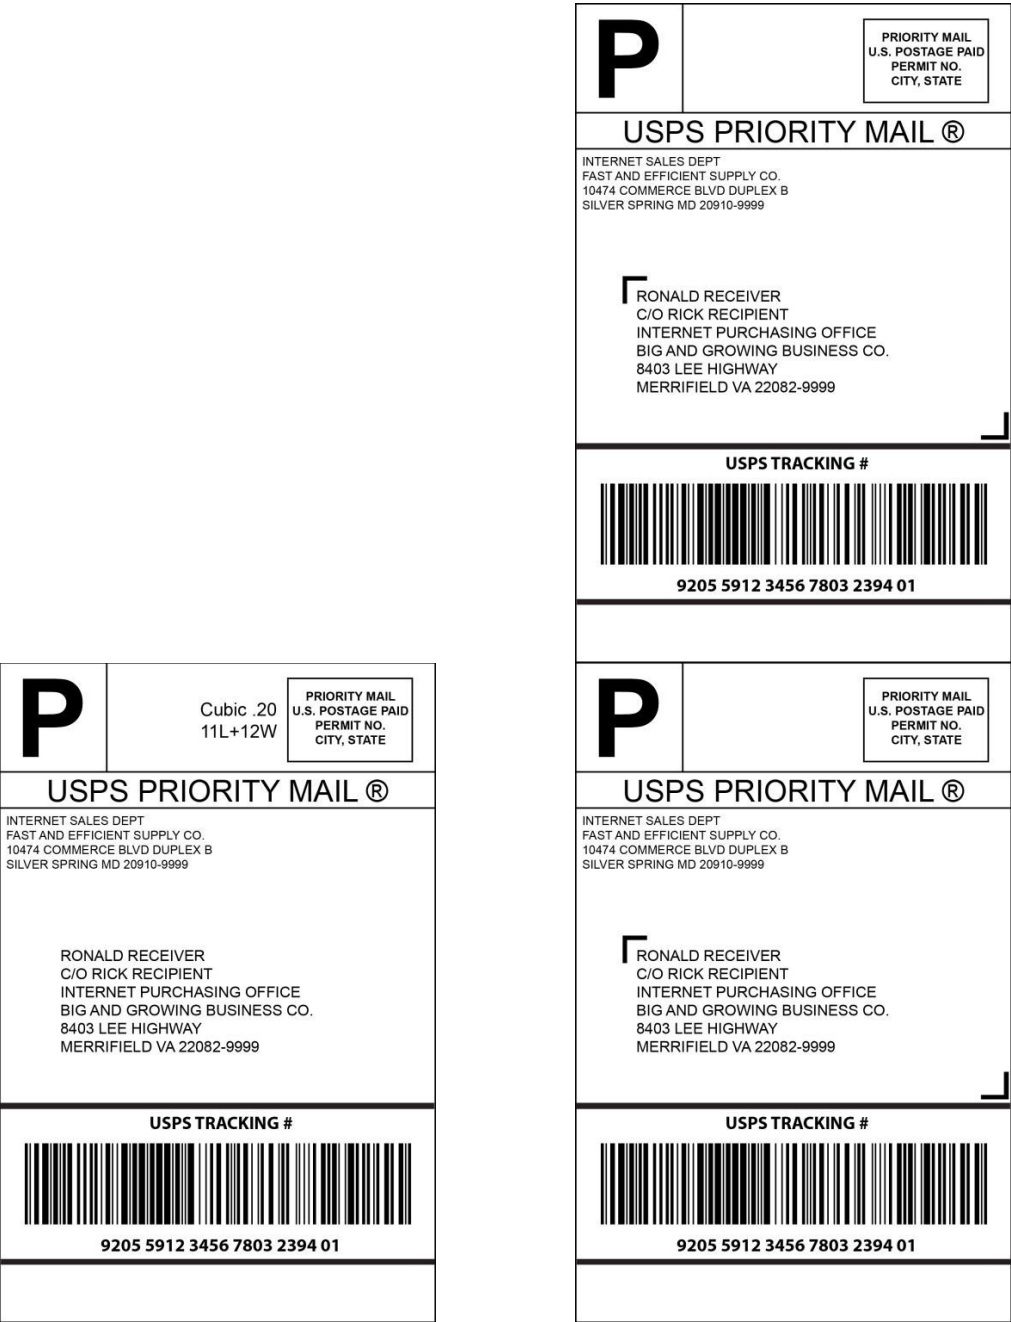 P
PRIORITY MAIL
U.S. POSTAGE PAID
PERMIT NO.
CITY, STATE
USPS PRIORITY MAIL ®
INTERNET SALES DEPT
FAST AND EFFICIENT SUPPLY CO.
10474 COMMERCE BLVD DUPLEX B
SILVER SPRING MD 20910-9999
RONALD RECEIVER
C/O RICK RECIPIENT
INTERNET PURCHASING OFFICE
BIG AND GROWING BUSINESS CO.
8403 LEE HIGHWAY
MERRIFIELD VA 22082-9999
USPS TRACKING #
9205 5912 3456 7803 2394 01
P
Cubic .20
11L+12W
PRIORITY MAIL
U.S. POSTAGE PAID
PERMIT NO.
CITY, STATE
USPS PRIORITY MAIL ®
INTERNET SALES DEPT
FAST AND EFFICIENT SUPPLY CO.
10474 COMMERCE BLVD DUPLEX B
SILVER SPRING MD 20910-9999
RONALD RECEIVER
C/O RICK RECIPIENT
INTERNET PURCHASING OFFICE
BIG AND GROWING BUSINESS CO.
8403 LEE HIGHWAY
MERRIFIELD VA 22082-9999
USPS TRACKING #
9205 5912 3456 7803 2394 01
P
PRIORITY MAIL
U.S. POSTAGE PAID
PERMIT NO.
CITY, STATE
USPS PRIORITY MAIL ®
INTERNET SALES DEPT
FAST AND EFFICIENT SUPPLY CO.
10474 COMMERCE BLVD DUPLEX B
SILVER SPRING MD 20910-9999
RONALD RECEIVER
C/O RICK RECIPIENT
INTERNET PURCHASING OFFICE
BIG AND GROWING BUSINESS CO.
8403 LEE HIGHWAY
MERRIFIELD VA 22082-9999
USPS TRACKING #
9205 5912 3456 7803 2394 01